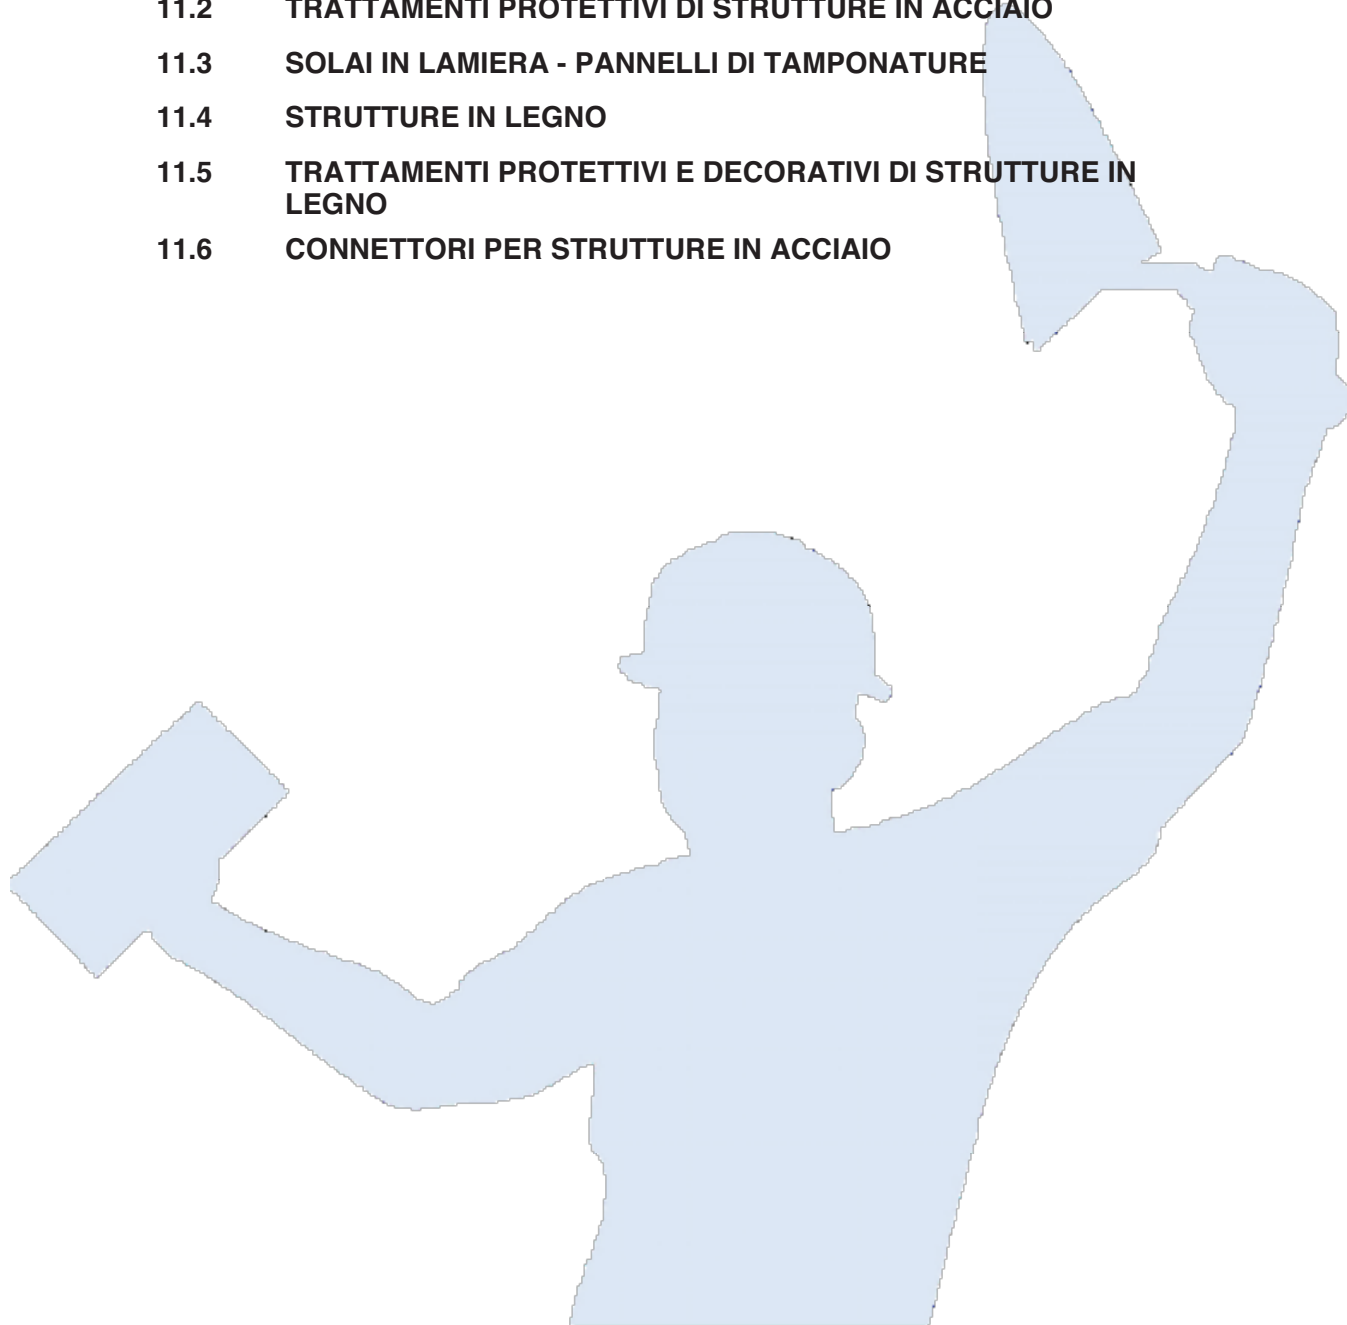 11.2 TRATTAMENTI PROTETTIVI DI STRUTTURE IN ACCIAIO
11.3 SOLAI IN LAMIERA - PANNELLI DI TAMPONATURE
11.4 STRUTTURE IN LEGNO
11.5 TRATTAMENTI PROTETTIVI E DECORATIVI DI STRUTTURE IN
LEGNO
11.6 CONNETTORI PER STRUTTURE IN ACCIAIO